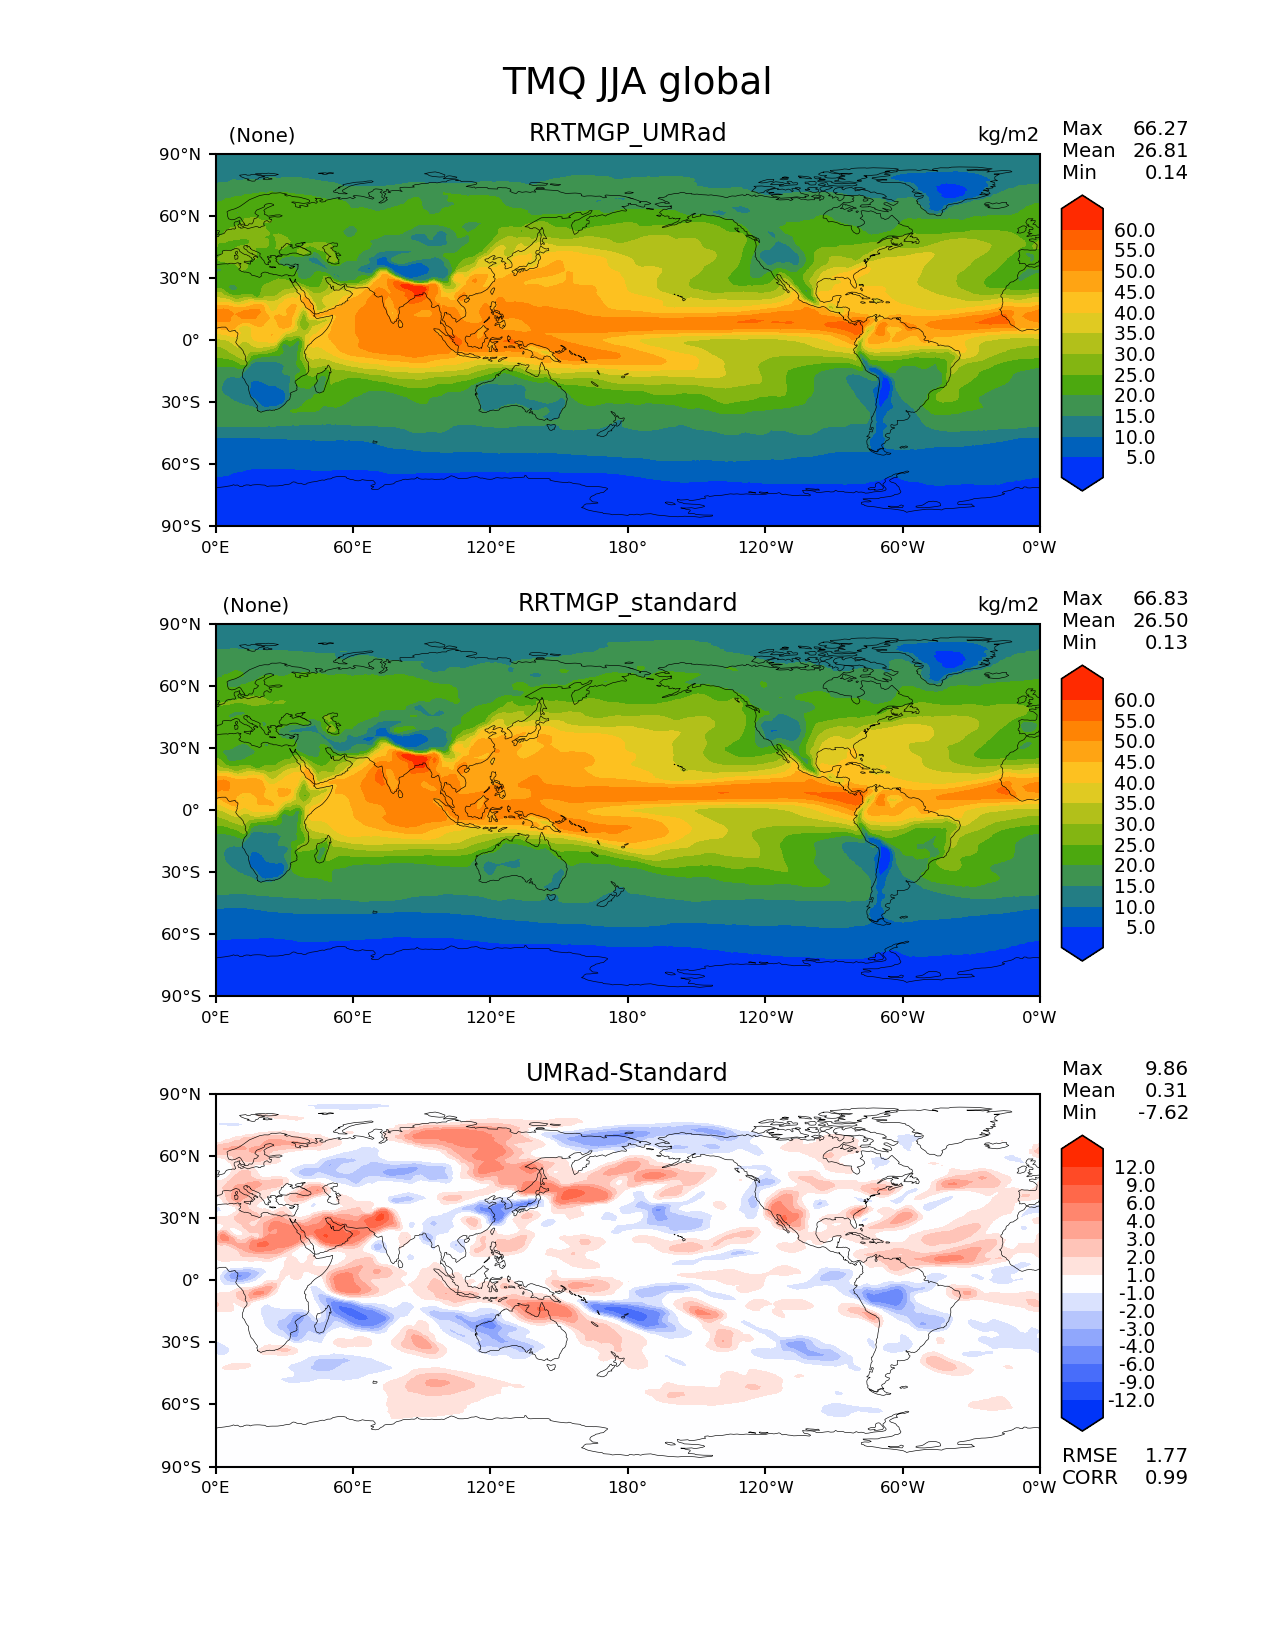 TMQ JJA global
(None) RRTMGP_UMRad kg/m2
Max 66.27
Mean 26.81
Min 0.14
90°N
60°N
30°N
0°
30°S
60°S
90°S
0°E 60°E 120°E 180° 120°W 60°W 0°W
60.0
55.0
50.0
45.0
40.0
35.0
30.0
25.0
20.0
15.0
10.0
5.0
(None) RRTMGP_standard kg/m2
Max 66.83
Mean 26.50
Min 0.13
90°N
60°N
30°N
0°
30°S
60°S
90°S
0°E 60°E 120°E 180° 120°W 60°W 0°W
60.0
55.0
50.0
45.0
40.0
35.0
30.0
25.0
20.0
15.0
10.0
5.0
UMRad-Standard
Max 9.86
Mean 0.31
Min -7.62
90°N
60°N
30°N
0°
30°S
60°S
90°S
0°E 60°E 120°E 180° 120°W 60°W 0°W
12.0
9.0
6.0
4.0
3.0
2.0
1.0
-1.0
-2.0
-3.0
-4.0
-6.0
-9.0
-12.0
RMSE 1.77
CORR 0.99